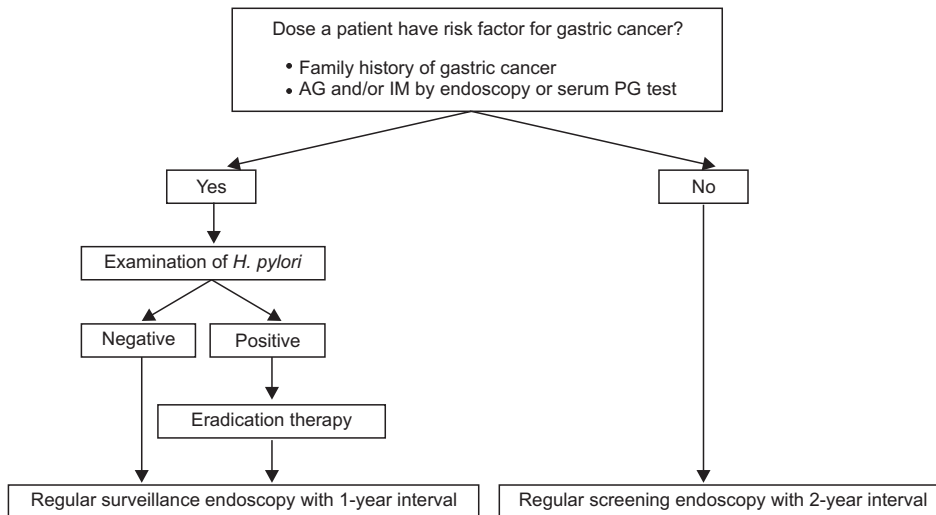 Dose a patient have risk factor for gastric cancer?
• Family history of gastric cancer
• AG and/or IM by endoscopy or serum PG test
Yes
No
Examination of H. pylori
Negative
Positive
Eradication therapy
Regular surveillance endoscopy with 1-year interval
Regular screening endoscopy with 2-year interval